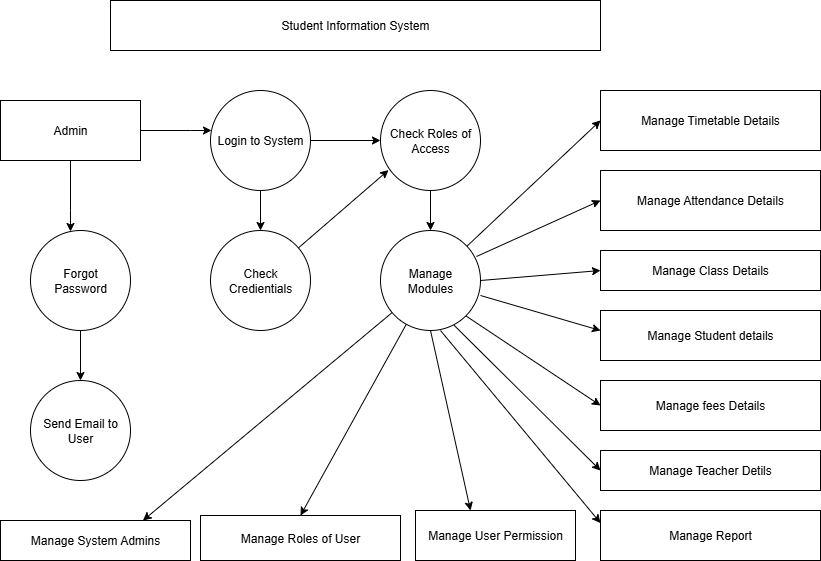 Student Information System
Admin
Login to System
Check Roles of
Access
Manage Timetable Details
Manage Attendance Details
Forgot
Password
Check
Credientials
Manage
Modules
Manage Class Details
Manage Student details
Manage fees Details
Send Email to
User
Manage Teacher Detils
Manage System Admins
Manage Roles of User
Manage User Permission
Manage Report